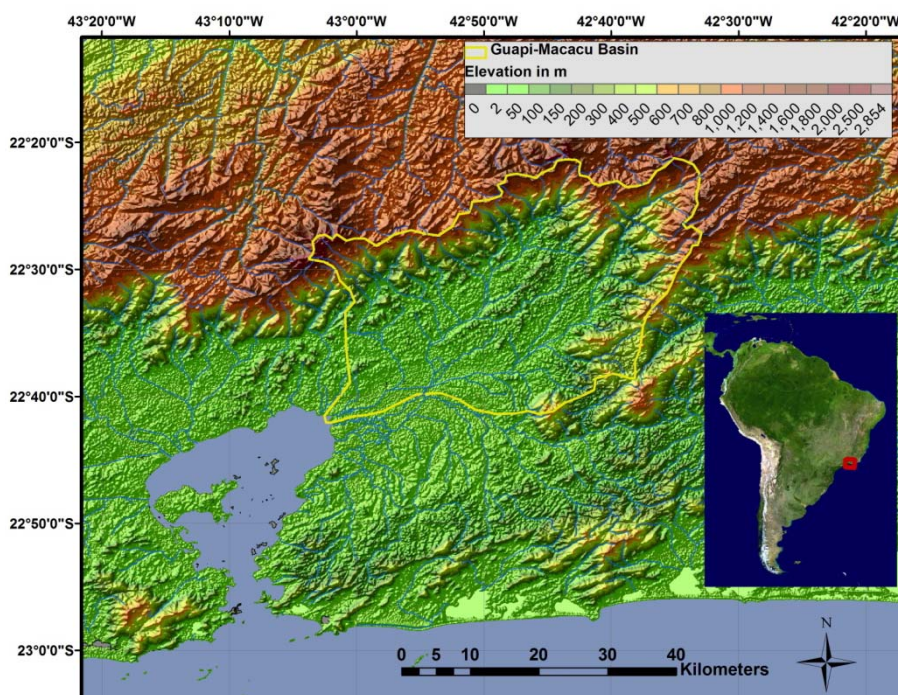 43°20'0"W 43°10'0"W 43°0'0"W 42°50'0"W 42°40'0"W 42°30'0"W 42°20'0"W
Guapi-Macacu Basin
Elevation in m
0 2 50 100 150 200 300 400 500 600 700 800 1,000 1,200 1,400 1,600 1,800 2,000 2,500 2,854
22°20'0"S
22°30'0"S
22°40'0"S
22°50'0"S
23°0'0"S
N
0 5 10 20 30 40
Kilometers